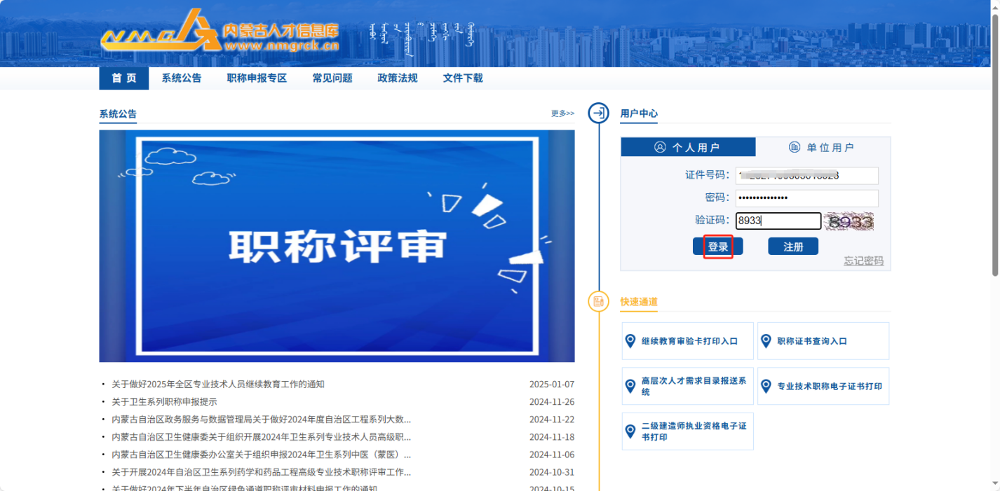 NMG 内蒙古人才信息库
www.nmgrck.cn
首 页 系统公告 职称申报专区 常见问题 政策法规 文件下载
系统公告 更多>>
职称评审
关于做好2025年全区专业技术人员继续教育工作的通知 2025-01-07
关于卫生系列职称申报提示 2024-11-26
内蒙古自治区政务服务与数据管理局关于做好2024年度自治区工程系列大数... 2024-11-22
内蒙古自治区卫生健康委关于组织开展2024年卫生系列专业技术人员高级职... 2024-11-18
内蒙古自治区卫生健康委办公室关于组织申报2024年卫生系列中医（蒙医）... 2024-11-06
关于开展2024年自治区卫生系列药学和药品工程高级专业技术职称评审工作... 2024-10-31
关于做好2024年下半年自治区绿色通道职称评审材料申报工作的通知 2024-10-15
用户中心
个人用户 单位用户
证件号码：
密码： ••••••••••••••
验证码： 8933 8933
登录 注册
忘记密码
快速通道
继续教育审验卡打印入口
职称证书查询入口
高层次人才需求目录报送系
统
专业技术职称电子证书打印
二级建造师执业资格电子证
书打印